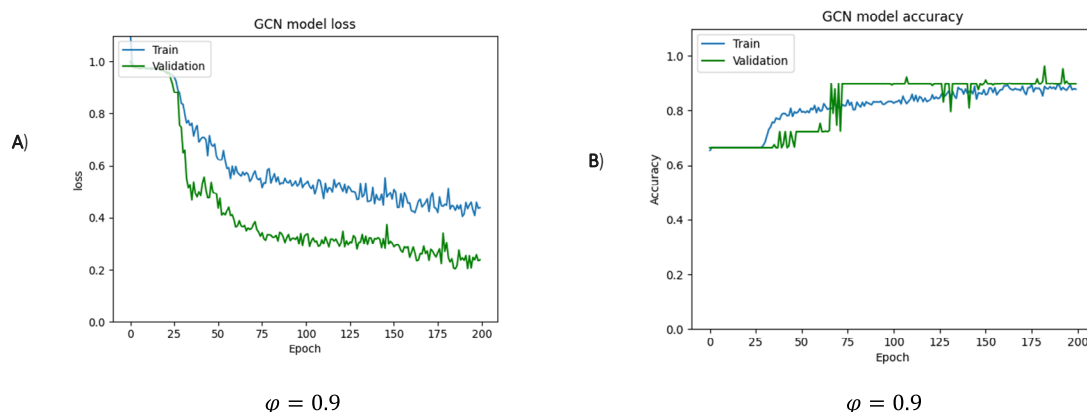 A)
GCN model loss
Train
Validation
1.0
0.8
0.6
0.4
0.2
0.0
loss
0 25 50 75 100 125 150 175 200
Epoch
φ = 0.9
B)
GCN model accuracy
Train
Validation
1.0
0.8
0.6
0.4
0.2
0.0
Accuracy
0 25 50 75 100 125 150 175 200
Epoch
φ = 0.9